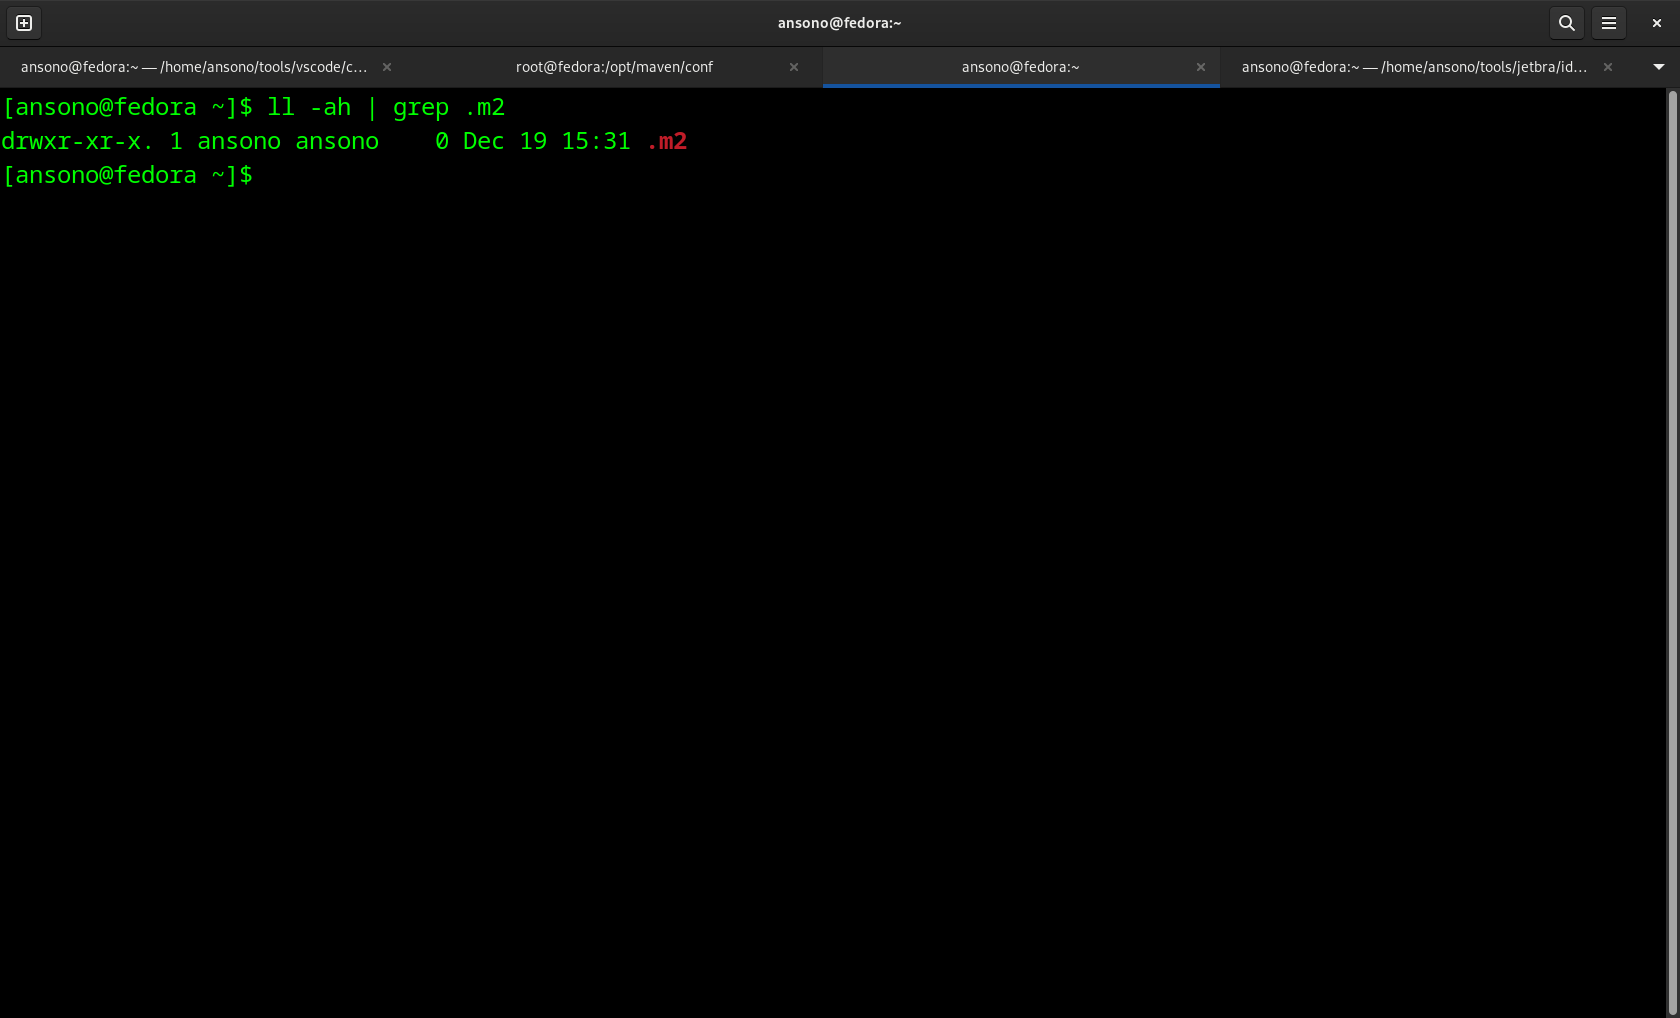 ansono@fedora:~
ansono@fedora:~ — /home/ansono/tools/vscode/c…
root@fedora:/opt/maven/conf
ansono@fedora:~
ansono@fedora:~ — /home/ansono/tools/jetbra/id…
[ansono@fedora ~]$ ll -ah | grep .m2
drwxr-xr-x. 1 ansono ansono    0 Dec 19 15:31 .m2
[ansono@fedora ~]$